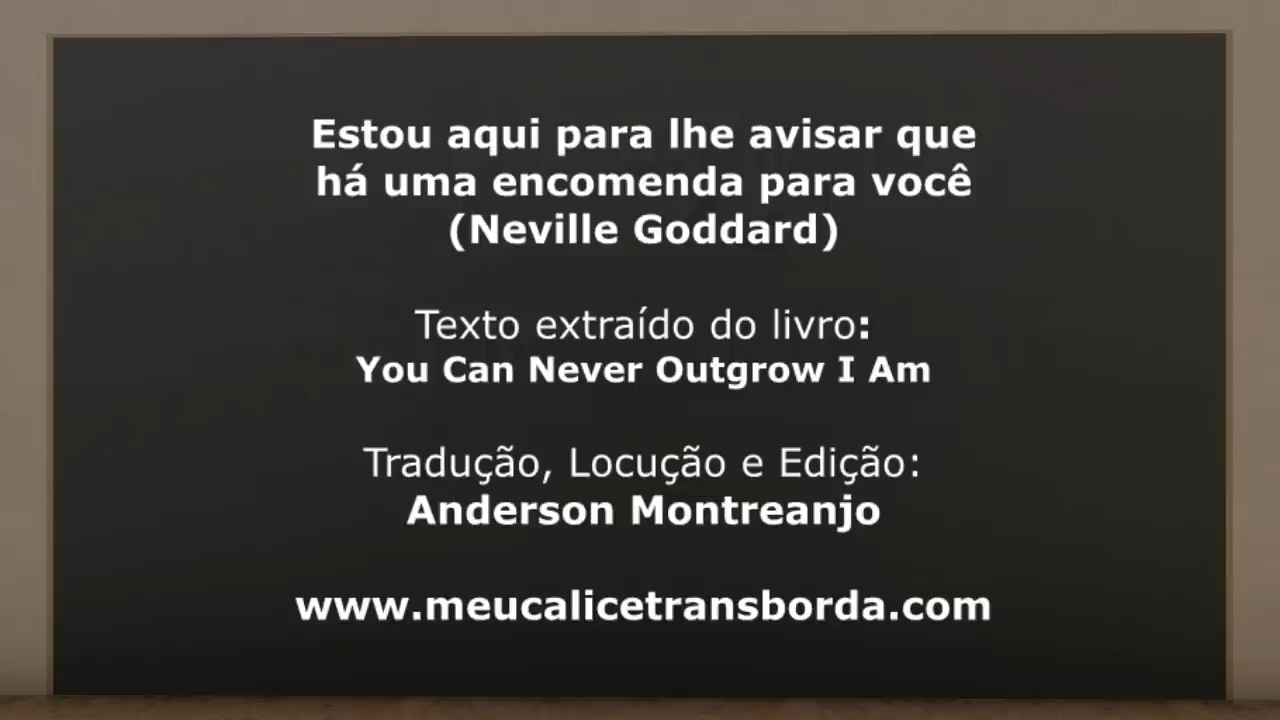 Estou aqui para lhe avisar que
há uma encomenda para você
(Neville Goddard)
Texto extraído do livro:
You Can Never Outgrow I Am
Tradução, Locução e Edição:
Anderson Montreanjo
www.meucalicetransborda.com